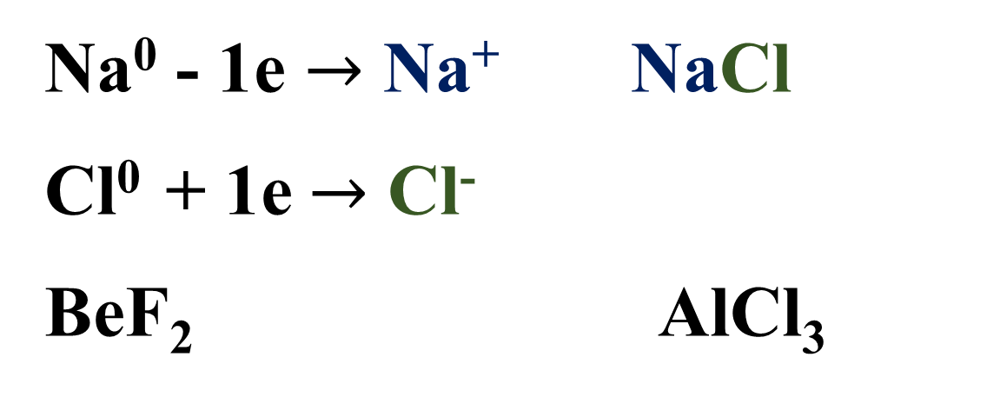 Na⁰ - 1e → Na⁺ NaCl
Cl⁰ + 1e → Cl⁻
BeF₂ AlCl₃